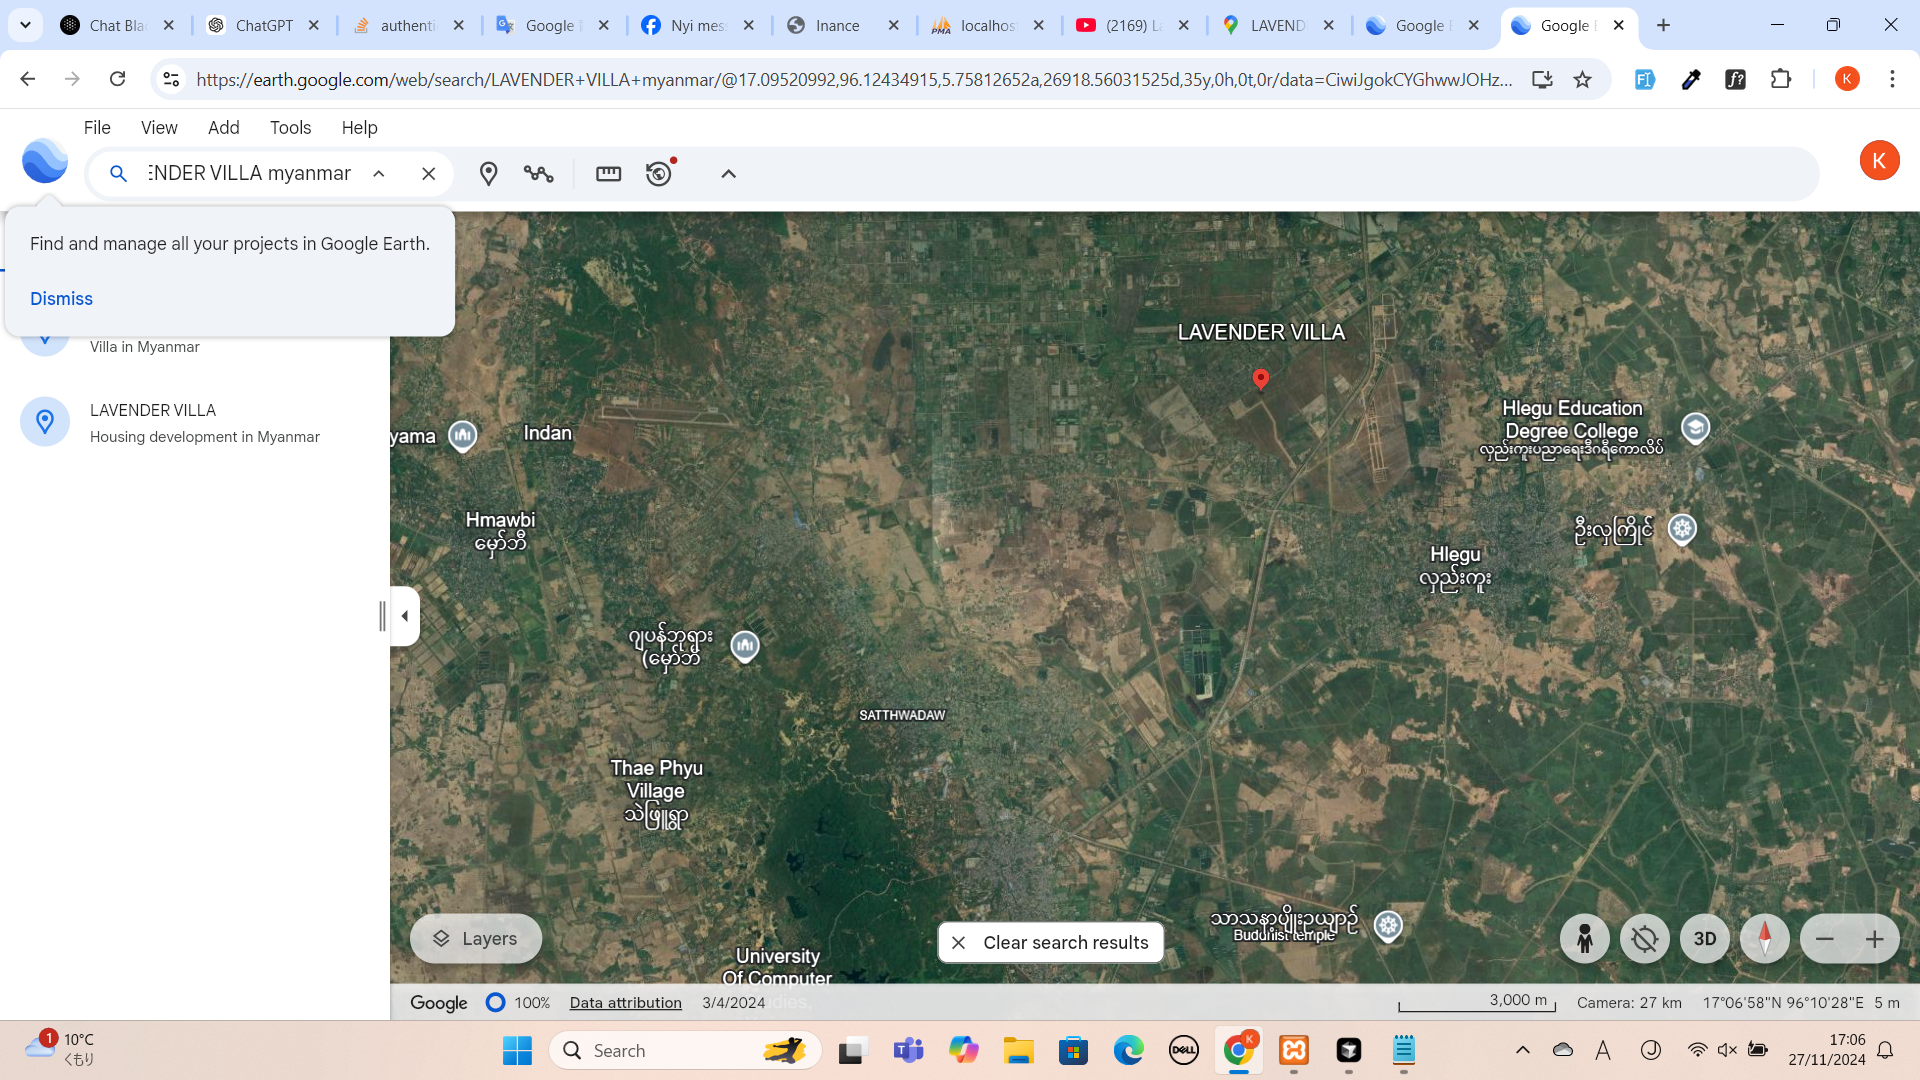 Chat Bla
ChatGPT
authenti
Google
Nyi mes
Inance
localhos
(2169) L
LAVEND
Google E
Google E
https://earth.google.com/web/search/LAVENDER+VILLA+myanmar/@17.09520992,96.12434915,5.75812652a,26918.56031525d,35y,0h,0t,0r/data=CiwiJgokCYGhwwJOHz...
K
File View Add Tools Help
ENDER VILLA myanmar
K
Find and manage all your projects in Google Earth.
Dismiss
Villa in Myanmar
LAVENDER VILLA
Housing development in Myanmar
LAVENDER VILLA
Hlegu Education
Degree College
လှည်းကူးပညာရေးဒီဂရီကောလိပ်
yama
Indan
Hmawbi
မှော်ဘီ
ဦးလှကြိုင်
Hlegu
လှည်းကူး
ဂျပန်ဘုရား
(မှော်ဘီ
SATTHWADAW
Thae Phyu
Village
သဲဖြူရွာ
သာသနာ့ပျိုးဥယျာဉ်
Buddhist temple
University
Of Computer
Layers
Clear search results
3D
Google 100% Data attribution 3/4/2024
3,000 m
Camera: 27 km 17°06'58"N 96°10'28"E 5 m
1
10°C
くもり
Search
DELL
K
A
J
17:06
27/11/2024